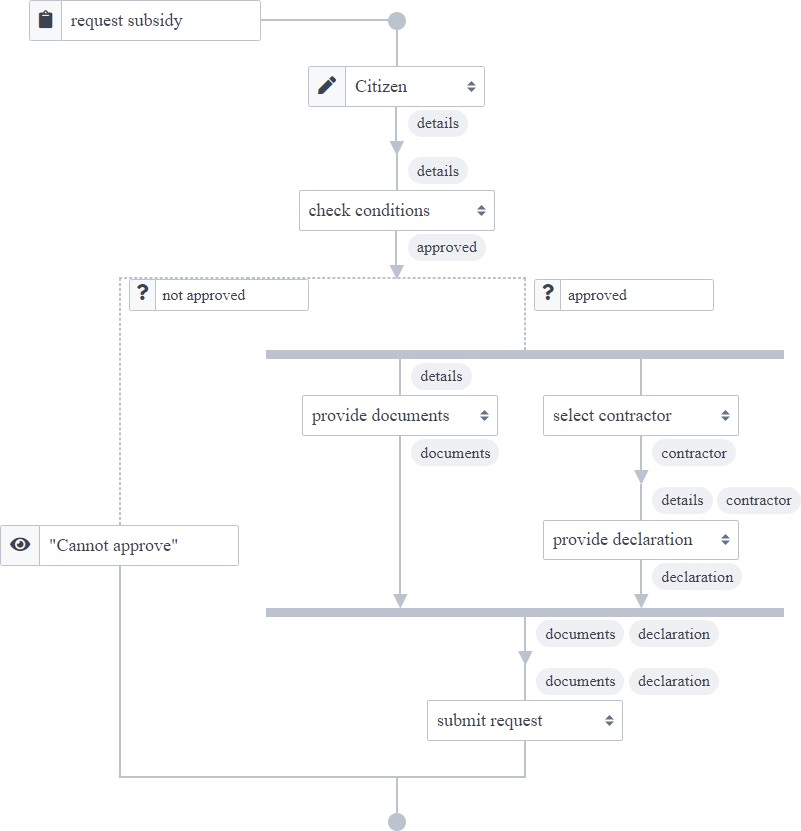 request subsidy
Citizen
details
details
check conditions
approved
? not approved
? approved
details
provide documents
select contractor
documents
contractor
details contractor
"Cannot approve"
provide declaration
declaration
documents declaration
documents declaration
submit request